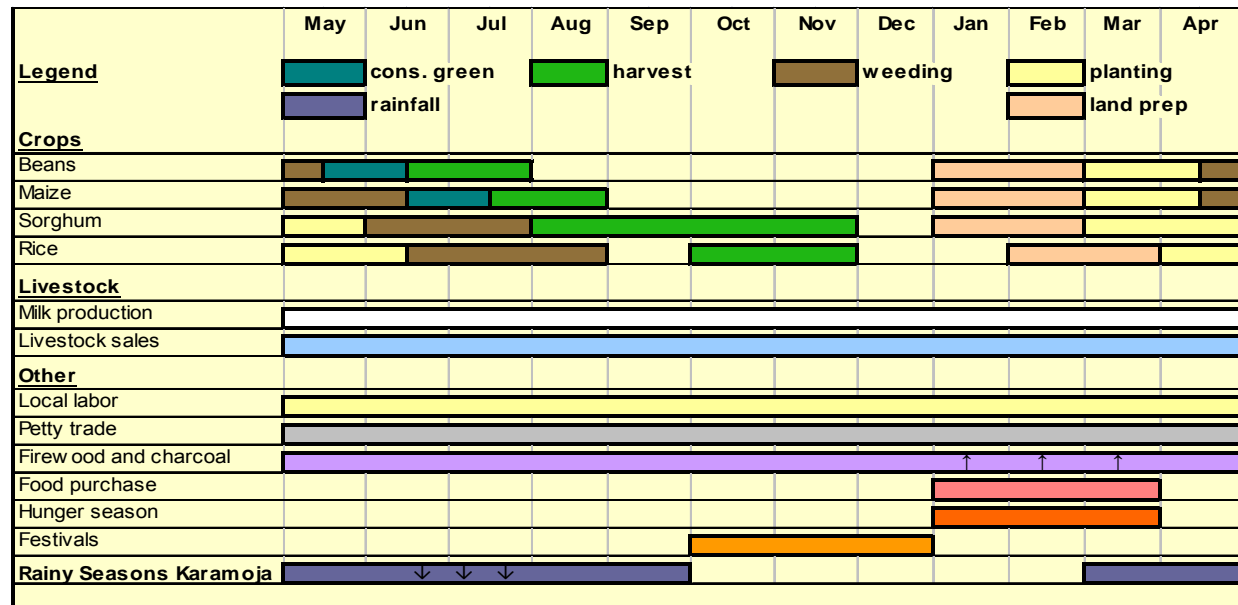 May Jun Jul Aug Sep Oct Nov Dec Jan Feb Mar Apr
Legend cons. green harvest weeding planting
rainfall land prep
Crops
Beans
Maize
Sorghum
Rice
Livestock
Milk production
Livestock sales
Other
Local labor
Petty trade
Firewood and charcoal ↑ ↑ ↑
Food purchase
Hunger season
Festivals
Rainy Seasons Karamoja ↓ ↓ ↓